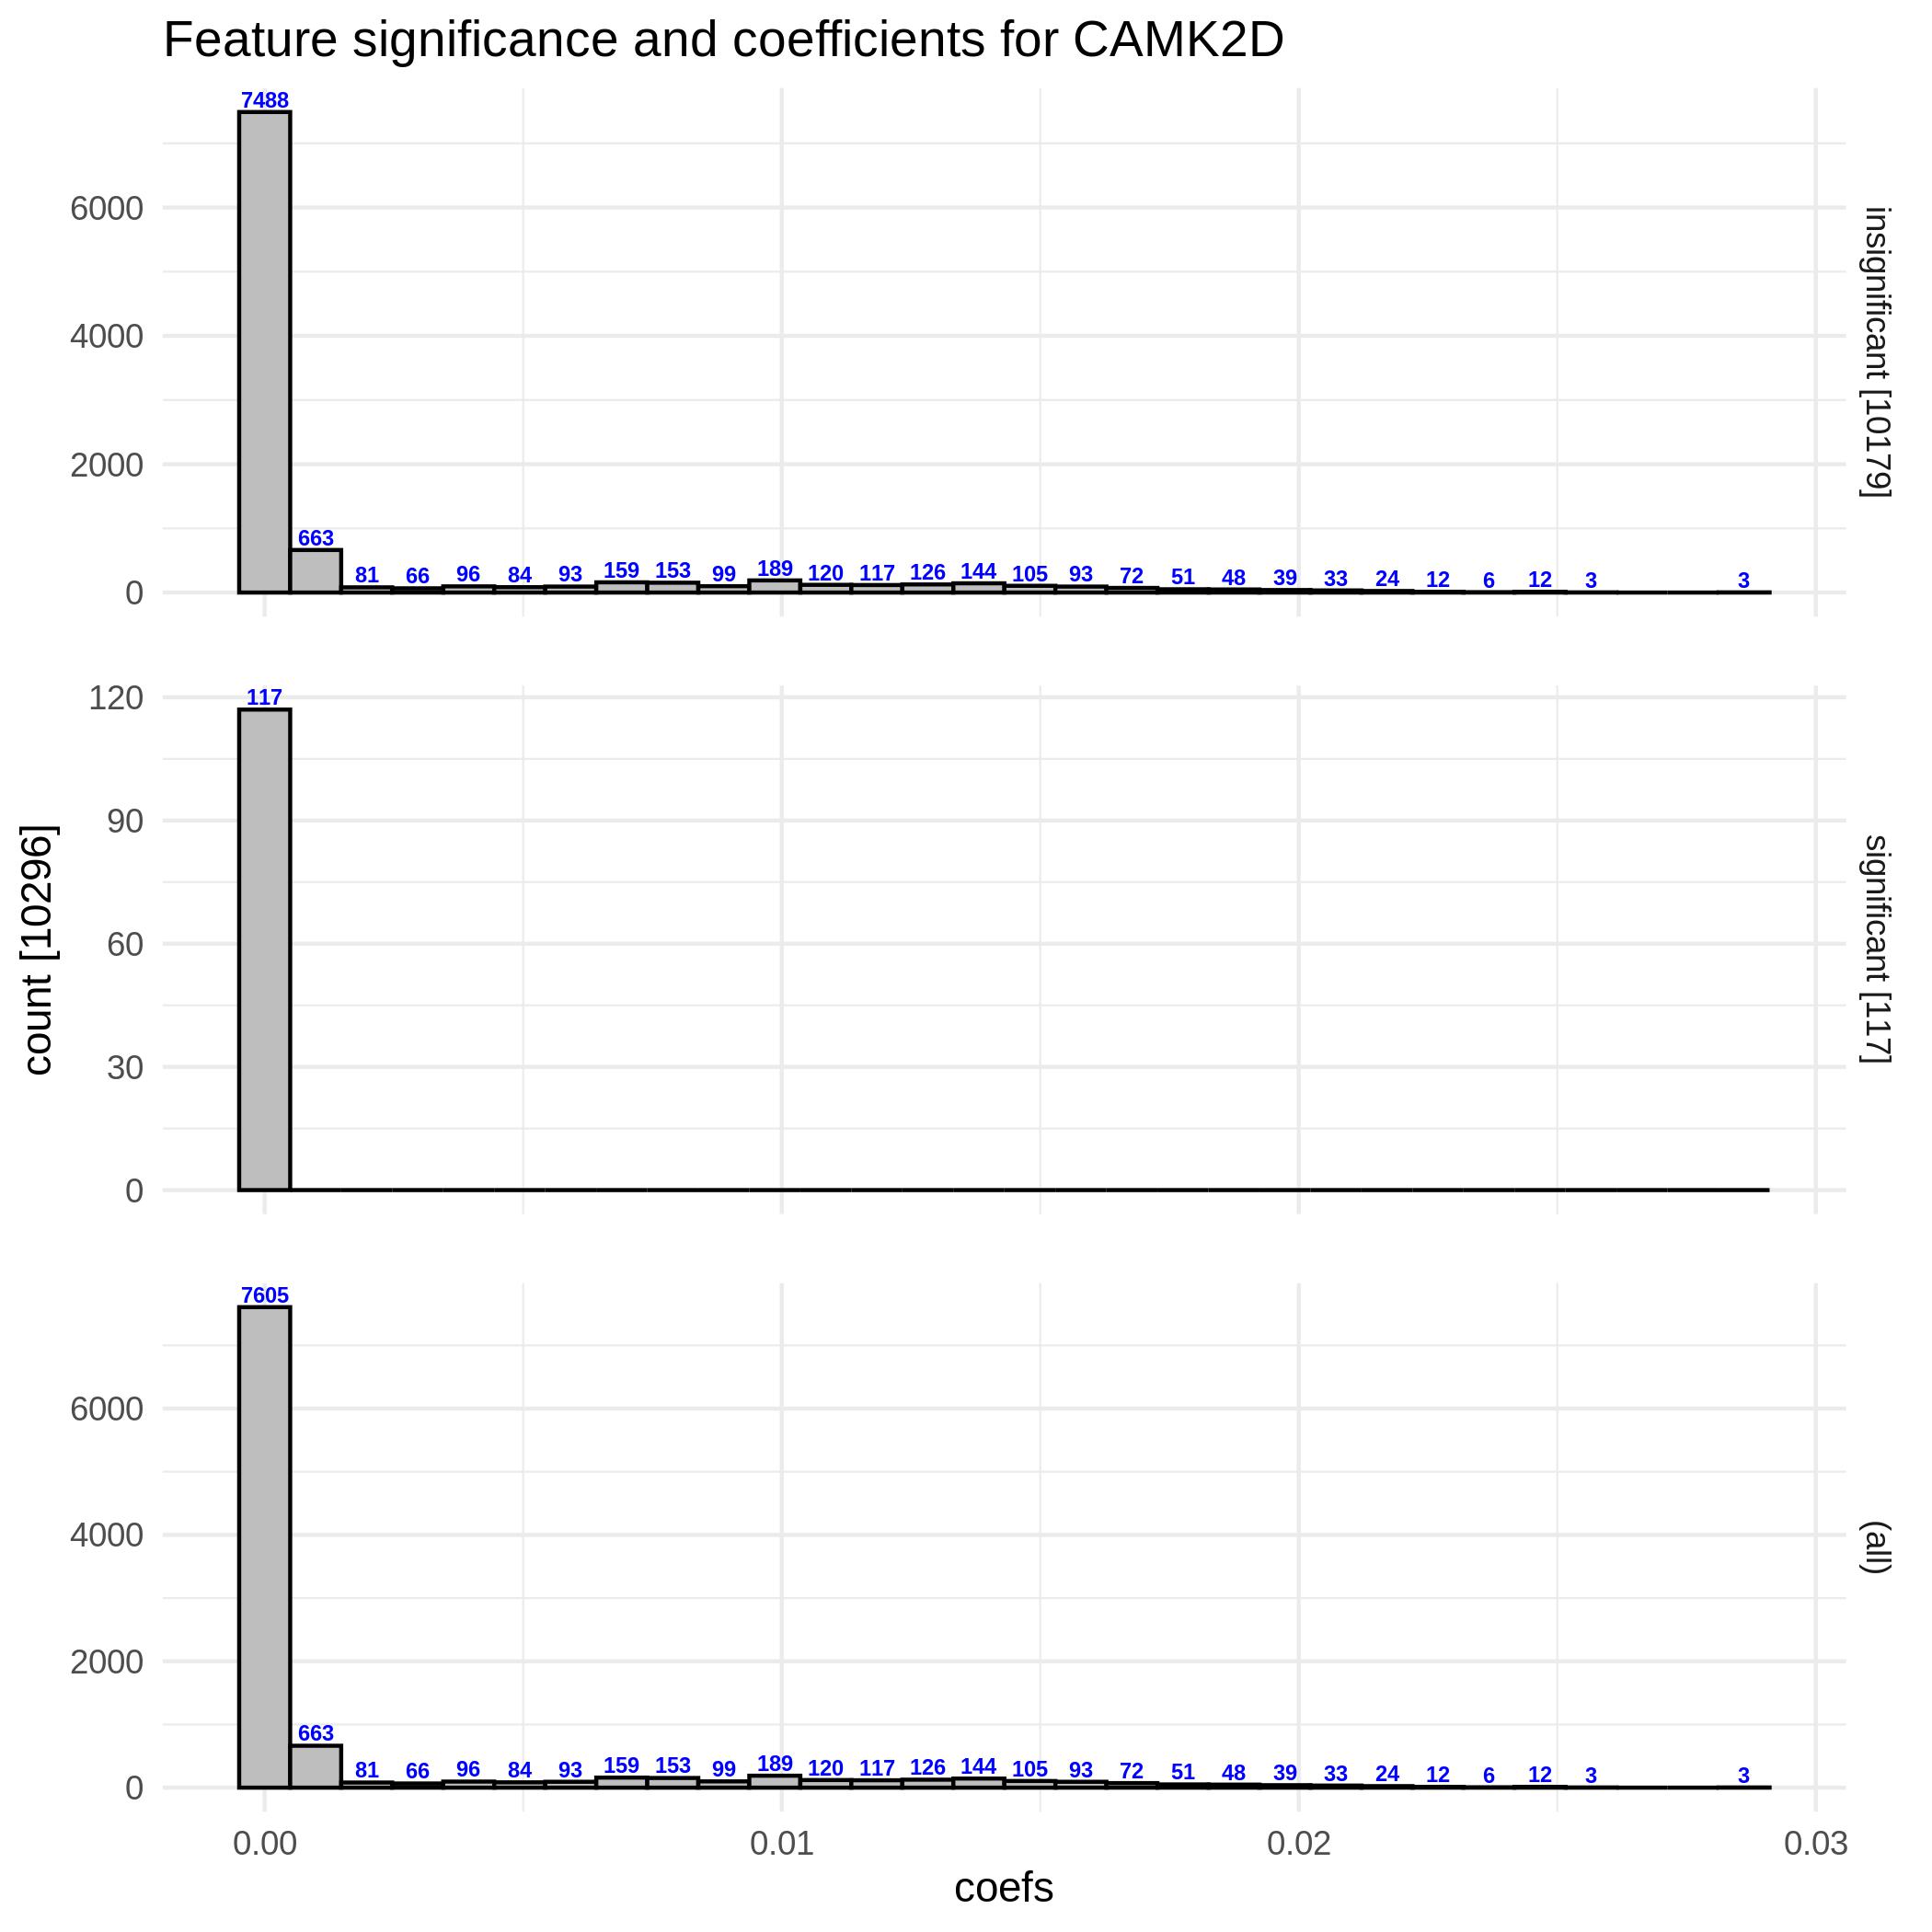 Feature significance and coefficients for CAMK2D
count [10296]
7488
663 81 66 96 84 93 159 153 99 189 120 117 126 144 105 93 72 51 48 39 33 24 12 6 12 3 3
6000
4000
2000
0
insignificant [10179]
117
120
90
60
30
0
significant [117]
7605
663 81 66 96 84 93 159 153 99 189 120 117 126 144 105 93 72 51 48 39 33 24 12 6 12 3 3
6000
4000
2000
0
(all)
0.00 0.01 0.02 0.03
coefs